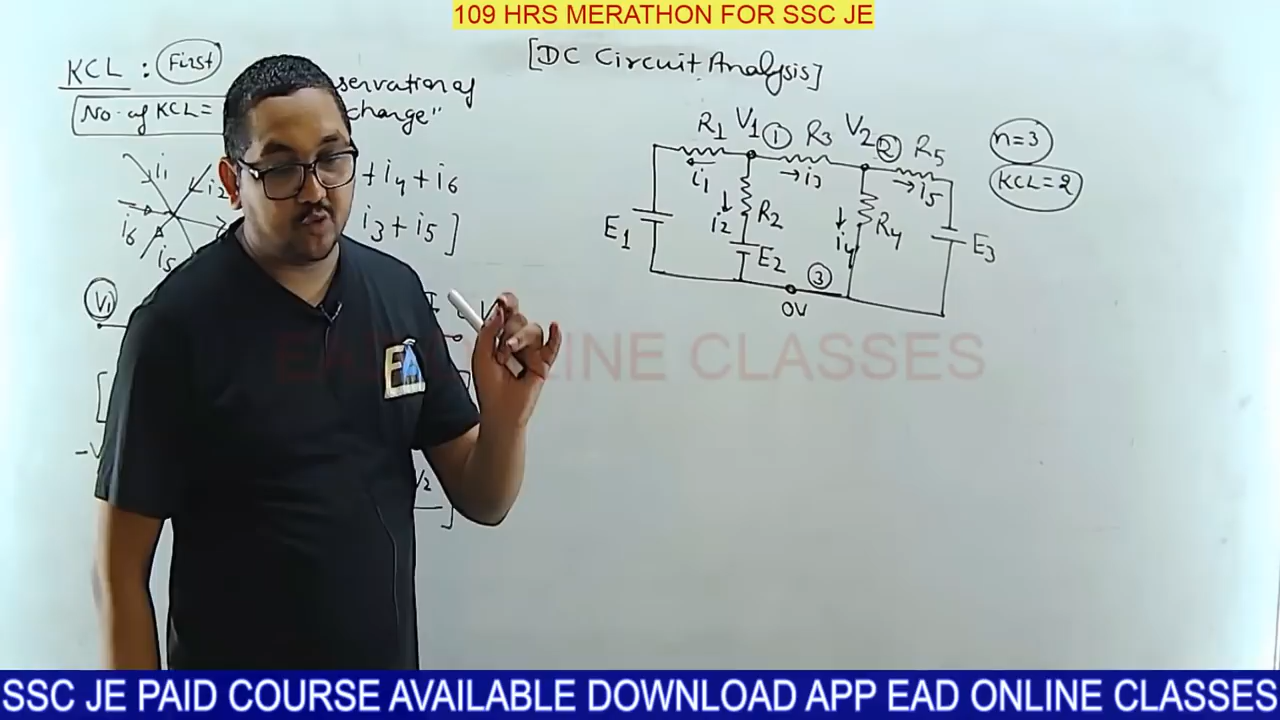 109 HRS MERATHON FOR SSC JE
[DC Circuit Analysis]
KCL : First
servation of
No. of KCL =
charge"
i1
i2
+ i4 + i6
i6
i3 + i5 ]
i5
V1
V2
R1 V1 1 R3 V2 2 R5
n=3
KCL=2
i1 i3 i5
i2 R2 i4 R4
E1 E2 E3
3
0V
EAD ONLINE CLASSES
EA
SSC JE PAID COURSE AVAILABLE DOWNLOAD APP EAD ONLINE CLASSES